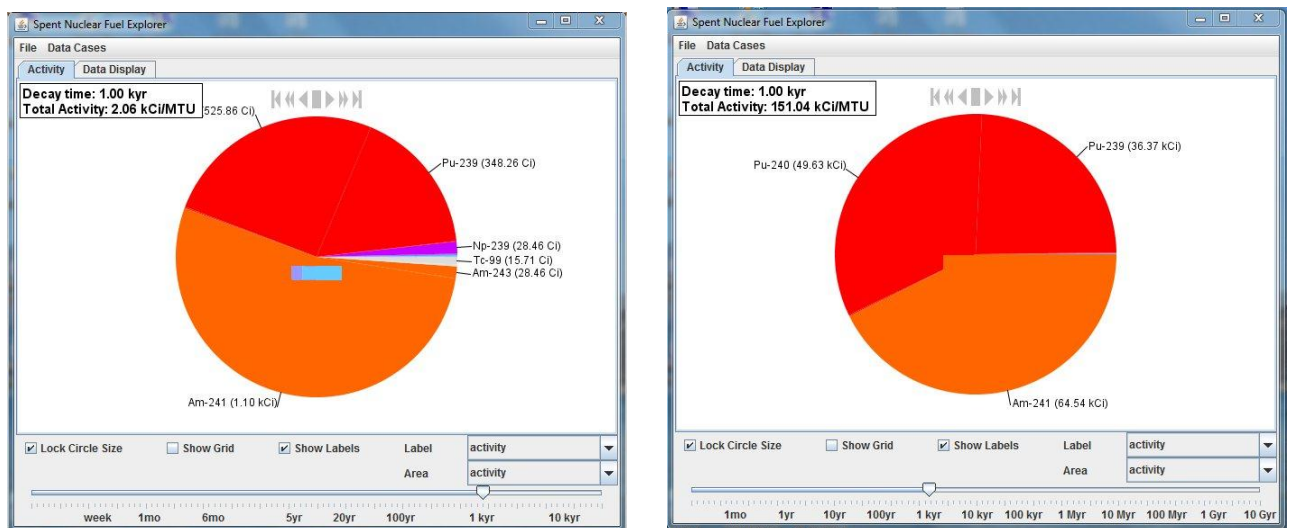 Spent Nuclear Fuel Explorer
File Data Cases
Activity Data Display
Decay time: 1.00 kyr
Total Activity: 2.06 kCi/MTU
525.86 Ci)
Pu-239 (348.26 Ci)
Np-239 (28.46 Ci)
Tc-99 (15.71 Ci)
Am-243 (28.46 Ci)
Am-241 (1.10 kCi)
Lock Circle Size Show Grid Show Labels Label activity
Area activity
week 1mo 6mo 5yr 20yr 100yr 1 kyr 10 kyr
Spent Nuclear Fuel Explorer
File Data Cases
Activity Data Display
Decay time: 1.00 kyr
Total Activity: 151.04 kCi/MTU
Pu-239 (36.37 kCi)
Pu-240 (49.63 kCi)
Am-241 (64.54 kCi)
Lock Circle Size Show Grid Show Labels Label activity
Area activity
1mo 1yr 10yr 100yr 1 kyr 10 kyr 100 kyr 1 Myr 10 Myr 100 Myr 1 Gyr 10 Gyr